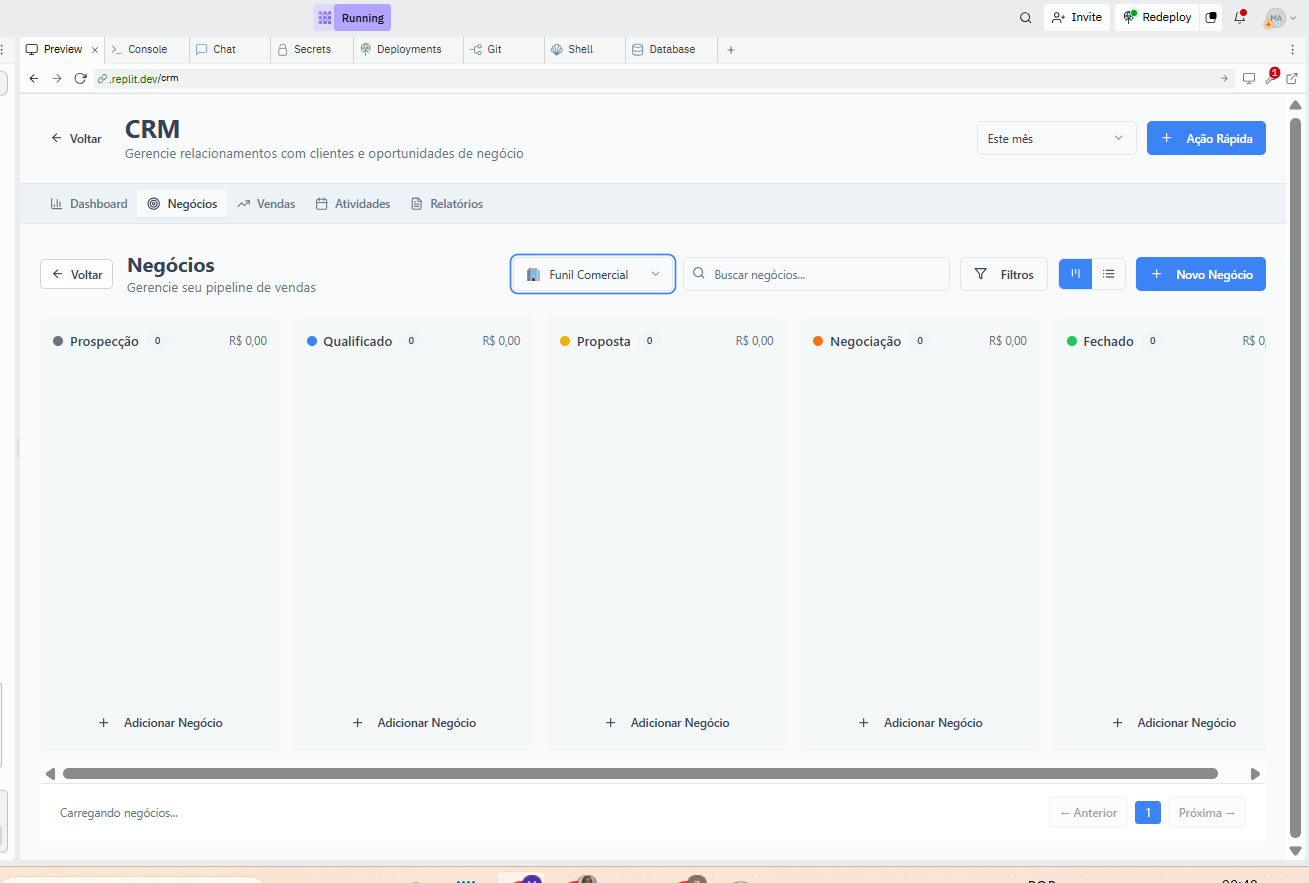 Running
Invite
Redeploy
MA
Preview
Console
Chat
Secrets
Deployments
Git
Shell
Database
.replit.dev/crm
1
Voltar
CRM
Gerencie relacionamentos com clientes e oportunidades de negócio
Este mês
Ação Rápida
Dashboard
Negócios
Vendas
Atividades
Relatórios
Voltar
Negócios
Gerencie seu pipeline de vendas
Funil Comercial
Buscar negócios...
Filtros
Novo Negócio
Prospecção 0 R$ 0,00
Qualificado 0 R$ 0,00
Proposta 0 R$ 0,00
Negociação 0 R$ 0,00
Fechado 0 R$ 0,
Adicionar Negócio
Adicionar Negócio
Adicionar Negócio
Adicionar Negócio
Adicionar Negócio
Carregando negócios...
← Anterior
1
Próxima →